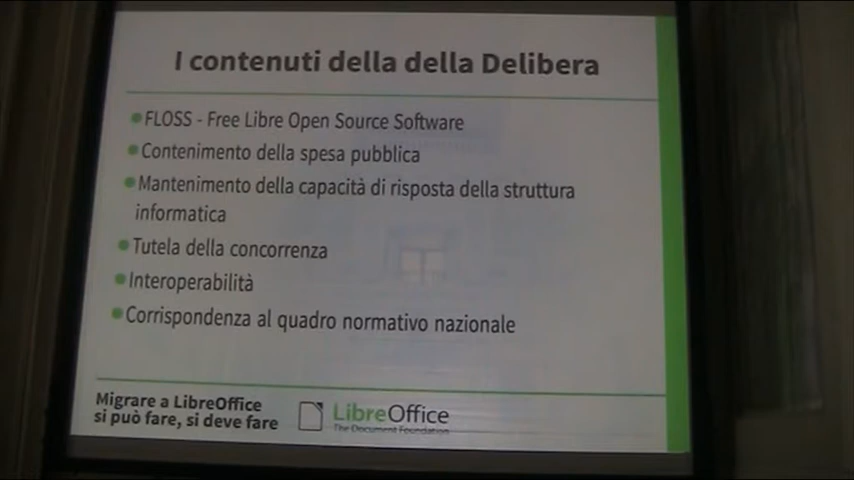 I contenuti della della Delibera
FLOSS - Free Libre Open Source Software
Contenimento della spesa pubblica
Mantenimento della capacità di risposta della struttura
informatica
Tutela della concorrenza
Interoperabilità
Corrispondenza al quadro normativo nazionale
Migrare a LibreOffice
si può fare, si deve fare
LibreOffice
The Document Foundation